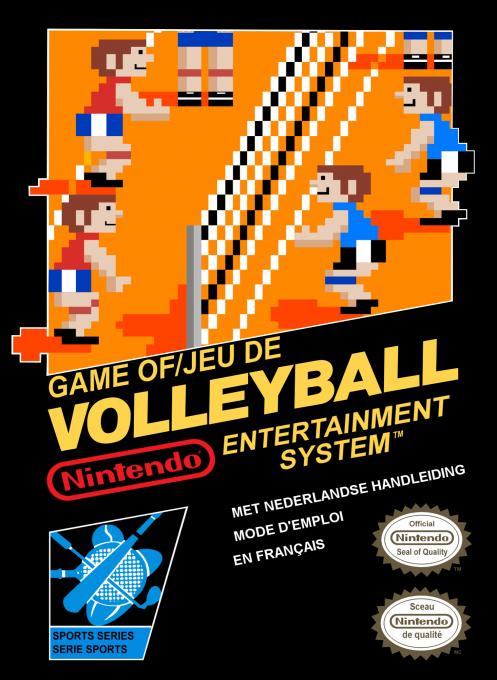 GAME OF/JEU DE
VOLLEYBALL
Nintendo®
ENTERTAINMENT
SYSTEM™
MET NEDERLANDSE HANDLEIDING
MODE D'EMPLOI
EN FRANÇAIS
Official
Nintendo
Seal of Quality
TM
Sceau
Nintendo
de qualité
SPORTS SERIES
SERIE SPORTS